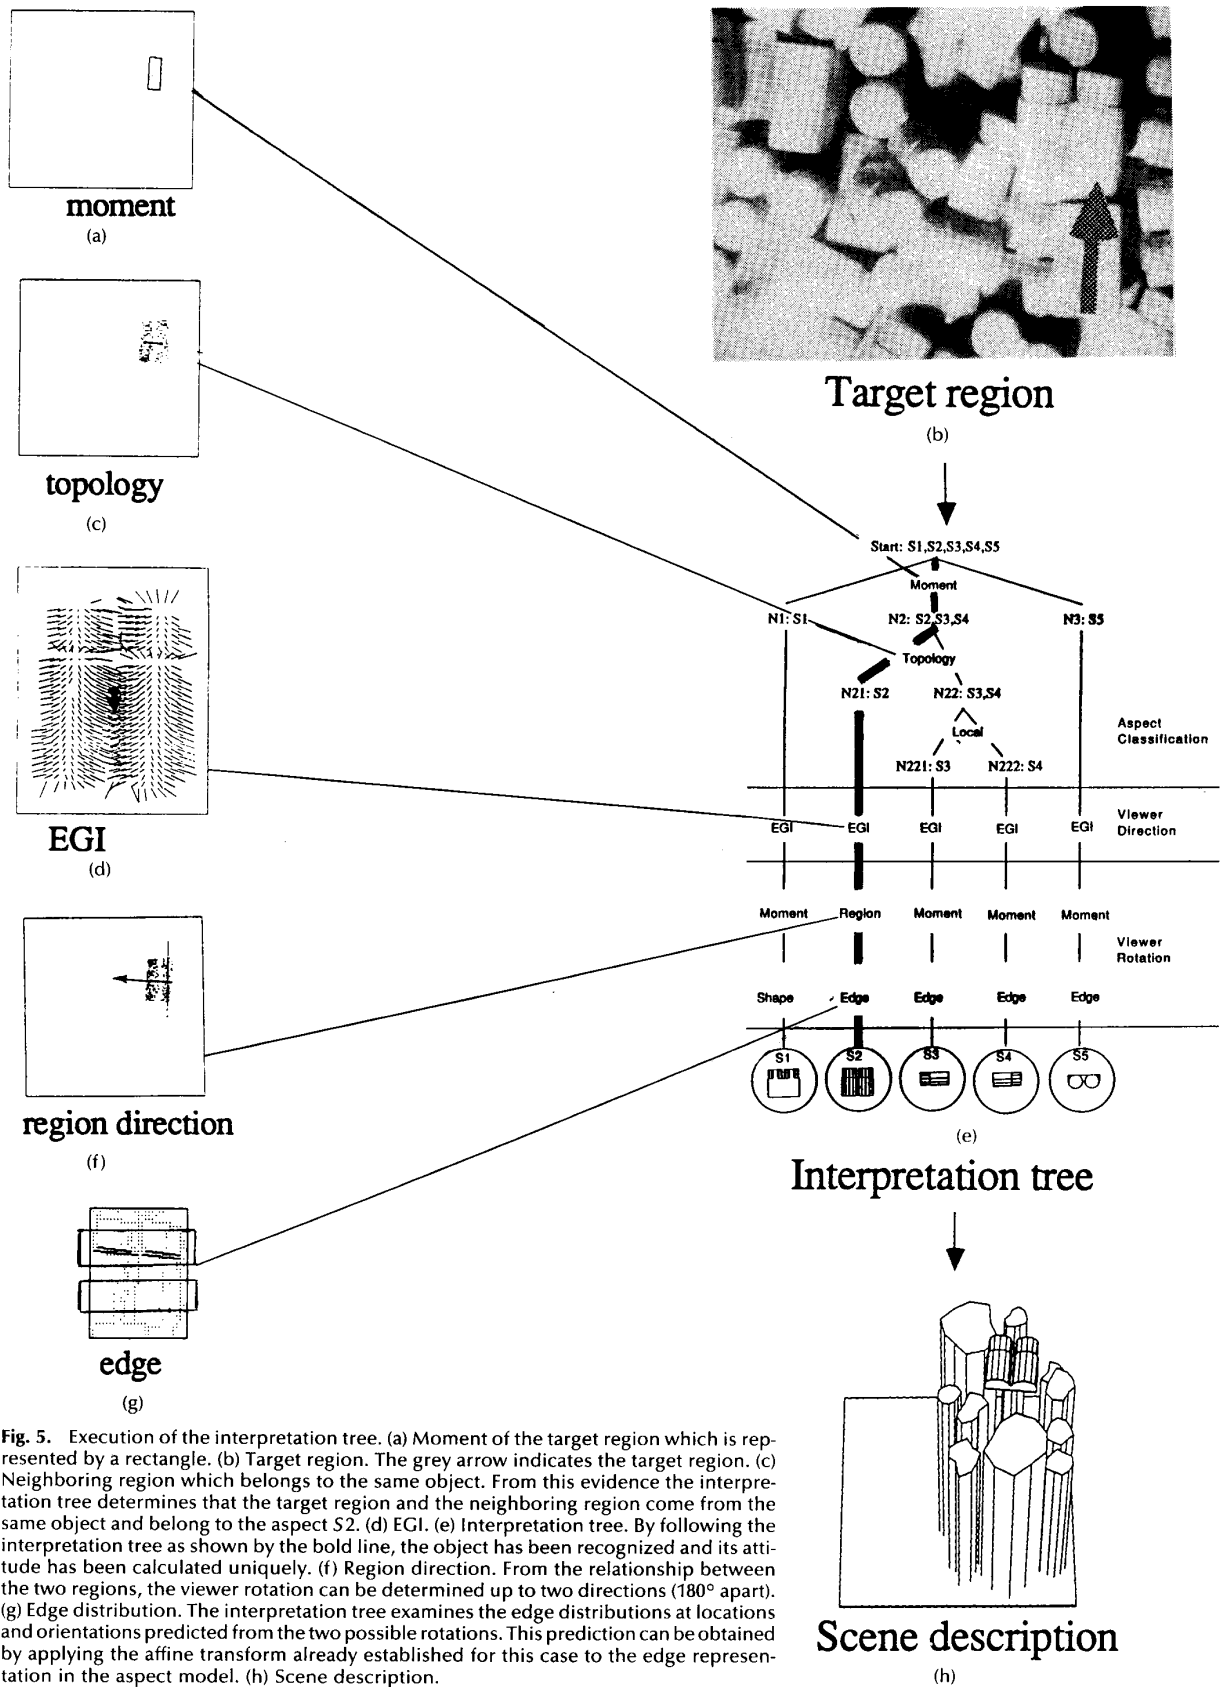 moment
(a)
Target region
(b)
topology
(c)
EGI
(d)
region direction
(f)
edge
(g)
Start: S1,S2,S3,S4,S5
Moment
N1: S1
N2: S2,S3,S4
N3: S5
Topology
N21: S2
N22: S3,S4
Local
N221: S3
N222: S4
Aspect
Classification
EGI
EGI
EGI
EGI
EGI
Viewer
Direction
Moment
Region
Moment
Moment
Moment
Viewer
Rotation
Shape
Edge
Edge
Edge
Edge
S1
S2
S3
S4
S5
(e)
Interpretation tree
Scene description
(h)
Fig. 5. Execution of the interpretation tree. (a) Moment of the target region which is rep-
resented by a rectangle. (b) Target region. The grey arrow indicates the target region. (c)
Neighboring region which belongs to the same object. From this evidence the interpre-
tation tree determines that the target region and the neighboring region come from the
same object and belong to the aspect S2. (d) EGI. (e) Interpretation tree. By following the
interpretation tree as shown by the bold line, the object has been recognized and its atti-
tude has been calculated uniquely. (f) Region direction. From the relationship between
the two regions, the viewer rotation can be determined up to two directions (180° apart).
(g) Edge distribution. The interpretation tree examines the edge distributions at locations
and orientations predicted from the two possible rotations. This prediction can be obtained
by applying the affine transform already established for this case to the edge represen-
tation in the aspect model. (h) Scene description.